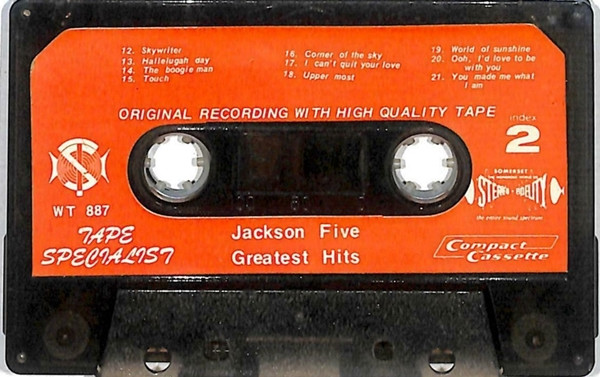 12. Skywriter
13. Hallelugah day
14. The boogie man
15. Touch
16. Corner of the sky
17. I can't quit your love
18. Upper most
19. World of sunshine
20. Ooh, I'd love to be
with you
21. You made me what
I am
ORIGINAL RECORDING WITH HIGH QUALITY TAPE
index
2
WT 887
TAPE
SPECIALIST
Jackson Five
Greatest Hits
SOMERSET
STEREO FIDELITY
the entire sound spectrum
Compact
Cassette